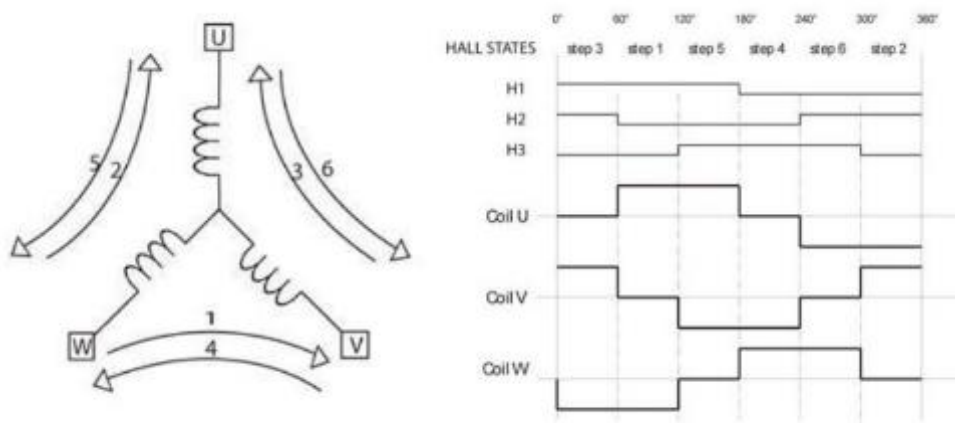 U
5
2
3
6
W
1
4
V
0° 60° 120° 180° 240° 300° 360°
HALL STATES step 3 step 1 step 5 step 4 step 6 step 2
H1
H2
H3
Coil U
Coil V
Coil W